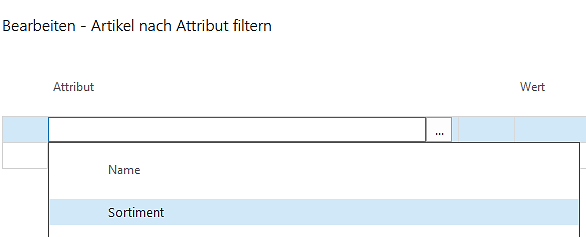 Bearbeiten - Artikel nach Attribut filtern
Attribut Wert
...
Name
Sortiment